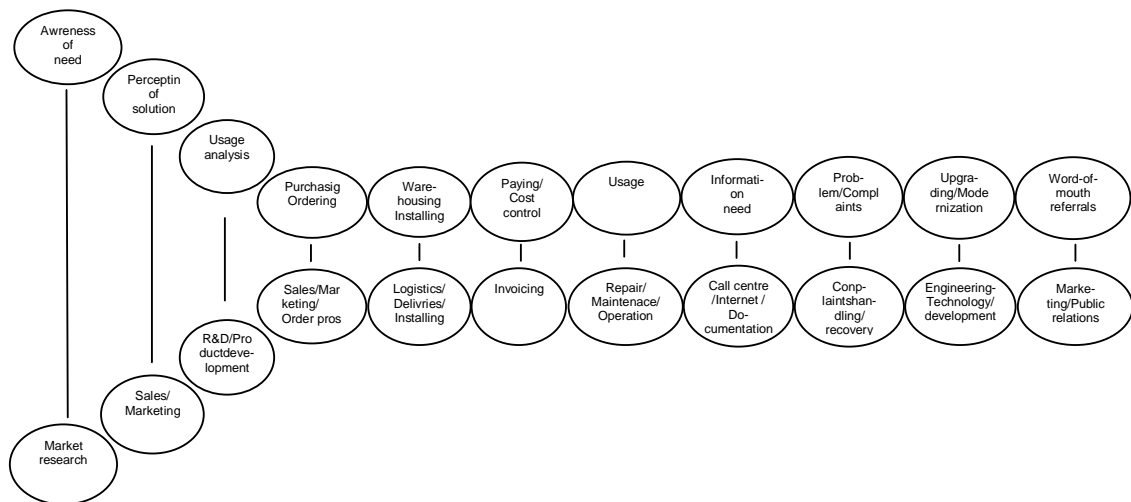 Awreness
of
need
Perceptin
of
solution
Usage
analysis
Purchasig
Ordering
Ware-
housing
Installing
Paying/
Cost
control
Usage
Informati-
on
need
Prob-
lem/Compl
aints
Upgra-
ding/Mode
rnization
Word-of-
mouth
referrals
Sales/Mar
keting/
Order pros
Logistics/
Delivries/
Installing
Invoicing
Repair/
Maintenace/
Operation
Call centre
/Internet /
Do-
cumentation
Conp-
laintshan-
dling/
recovery
Engineering-
Technology/
development
Marke-
ting/Public
relations
R&D/Pro
ductdeve-
lopment
Sales/
Marketing
Market
research